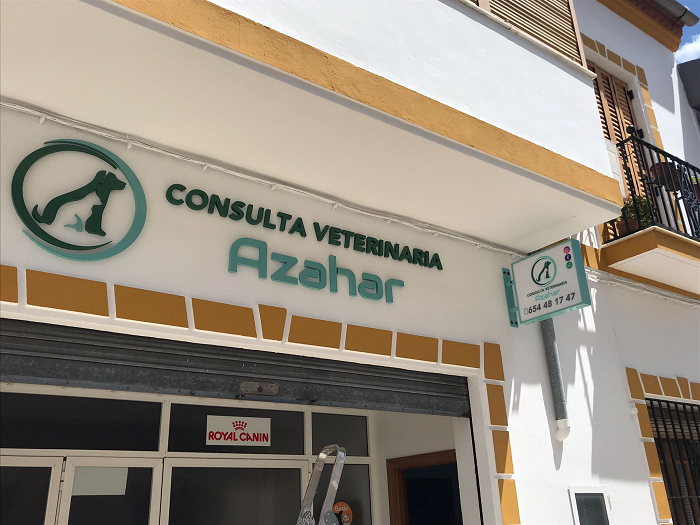 CONSULTA VETERINARIA
Azahar
CONSULTA VETERINARIA
Azahar
654 48 17 47
ROYAL CANIN